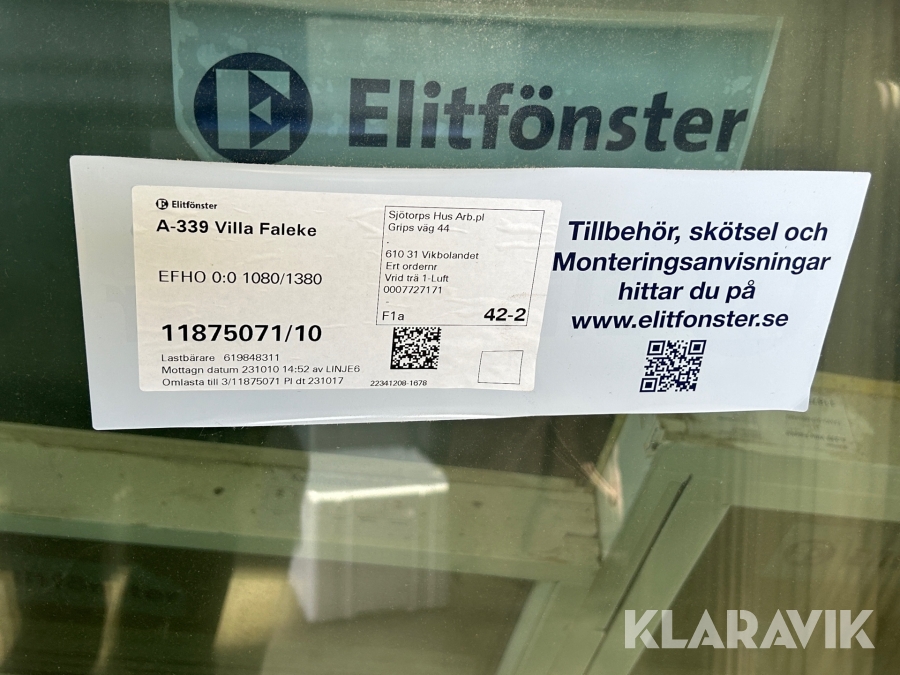 Elitfönster
Elitfönster
A-339 Villa Faleke
EFHO 0:0 1080/1380
11875071/10
Lastbärare 619848311
Mottagn datum 231010 14:52 av LINJE6
Omlasta till 3/11875071 Pl dt 231017
Sjötorps Hus Arb.pl
Grips väg 44
-
610 31 Vikbolandet
Ert ordernr
Vrid trä 1-Luft
0007727171
-
F1a 42-2
22341208-1678
Tillbehör, skötsel och
Monteringsanvisningar
hittar du på
www.elitfonster.se
KLARAVIK